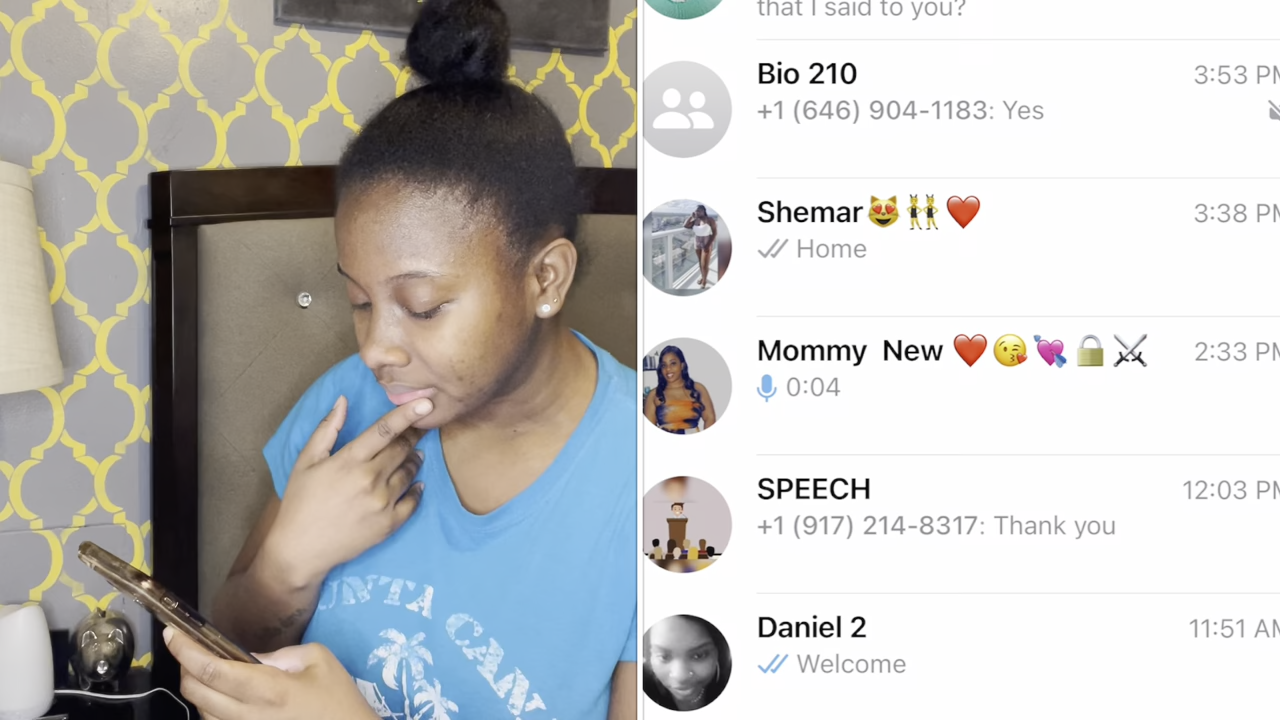 UNTA CAN
that I said to you?
Bio 210
3:53 PM
+1 (646) 904-1183: Yes
Shemar😻👯❤️
3:38 PM
Home
Mommy New ❤️😘💘🔒⚔️
2:33 PM
0:04
SPEECH
12:03 PM
+1 (917) 214-8317: Thank you
Daniel 2
11:51 AM
Welcome